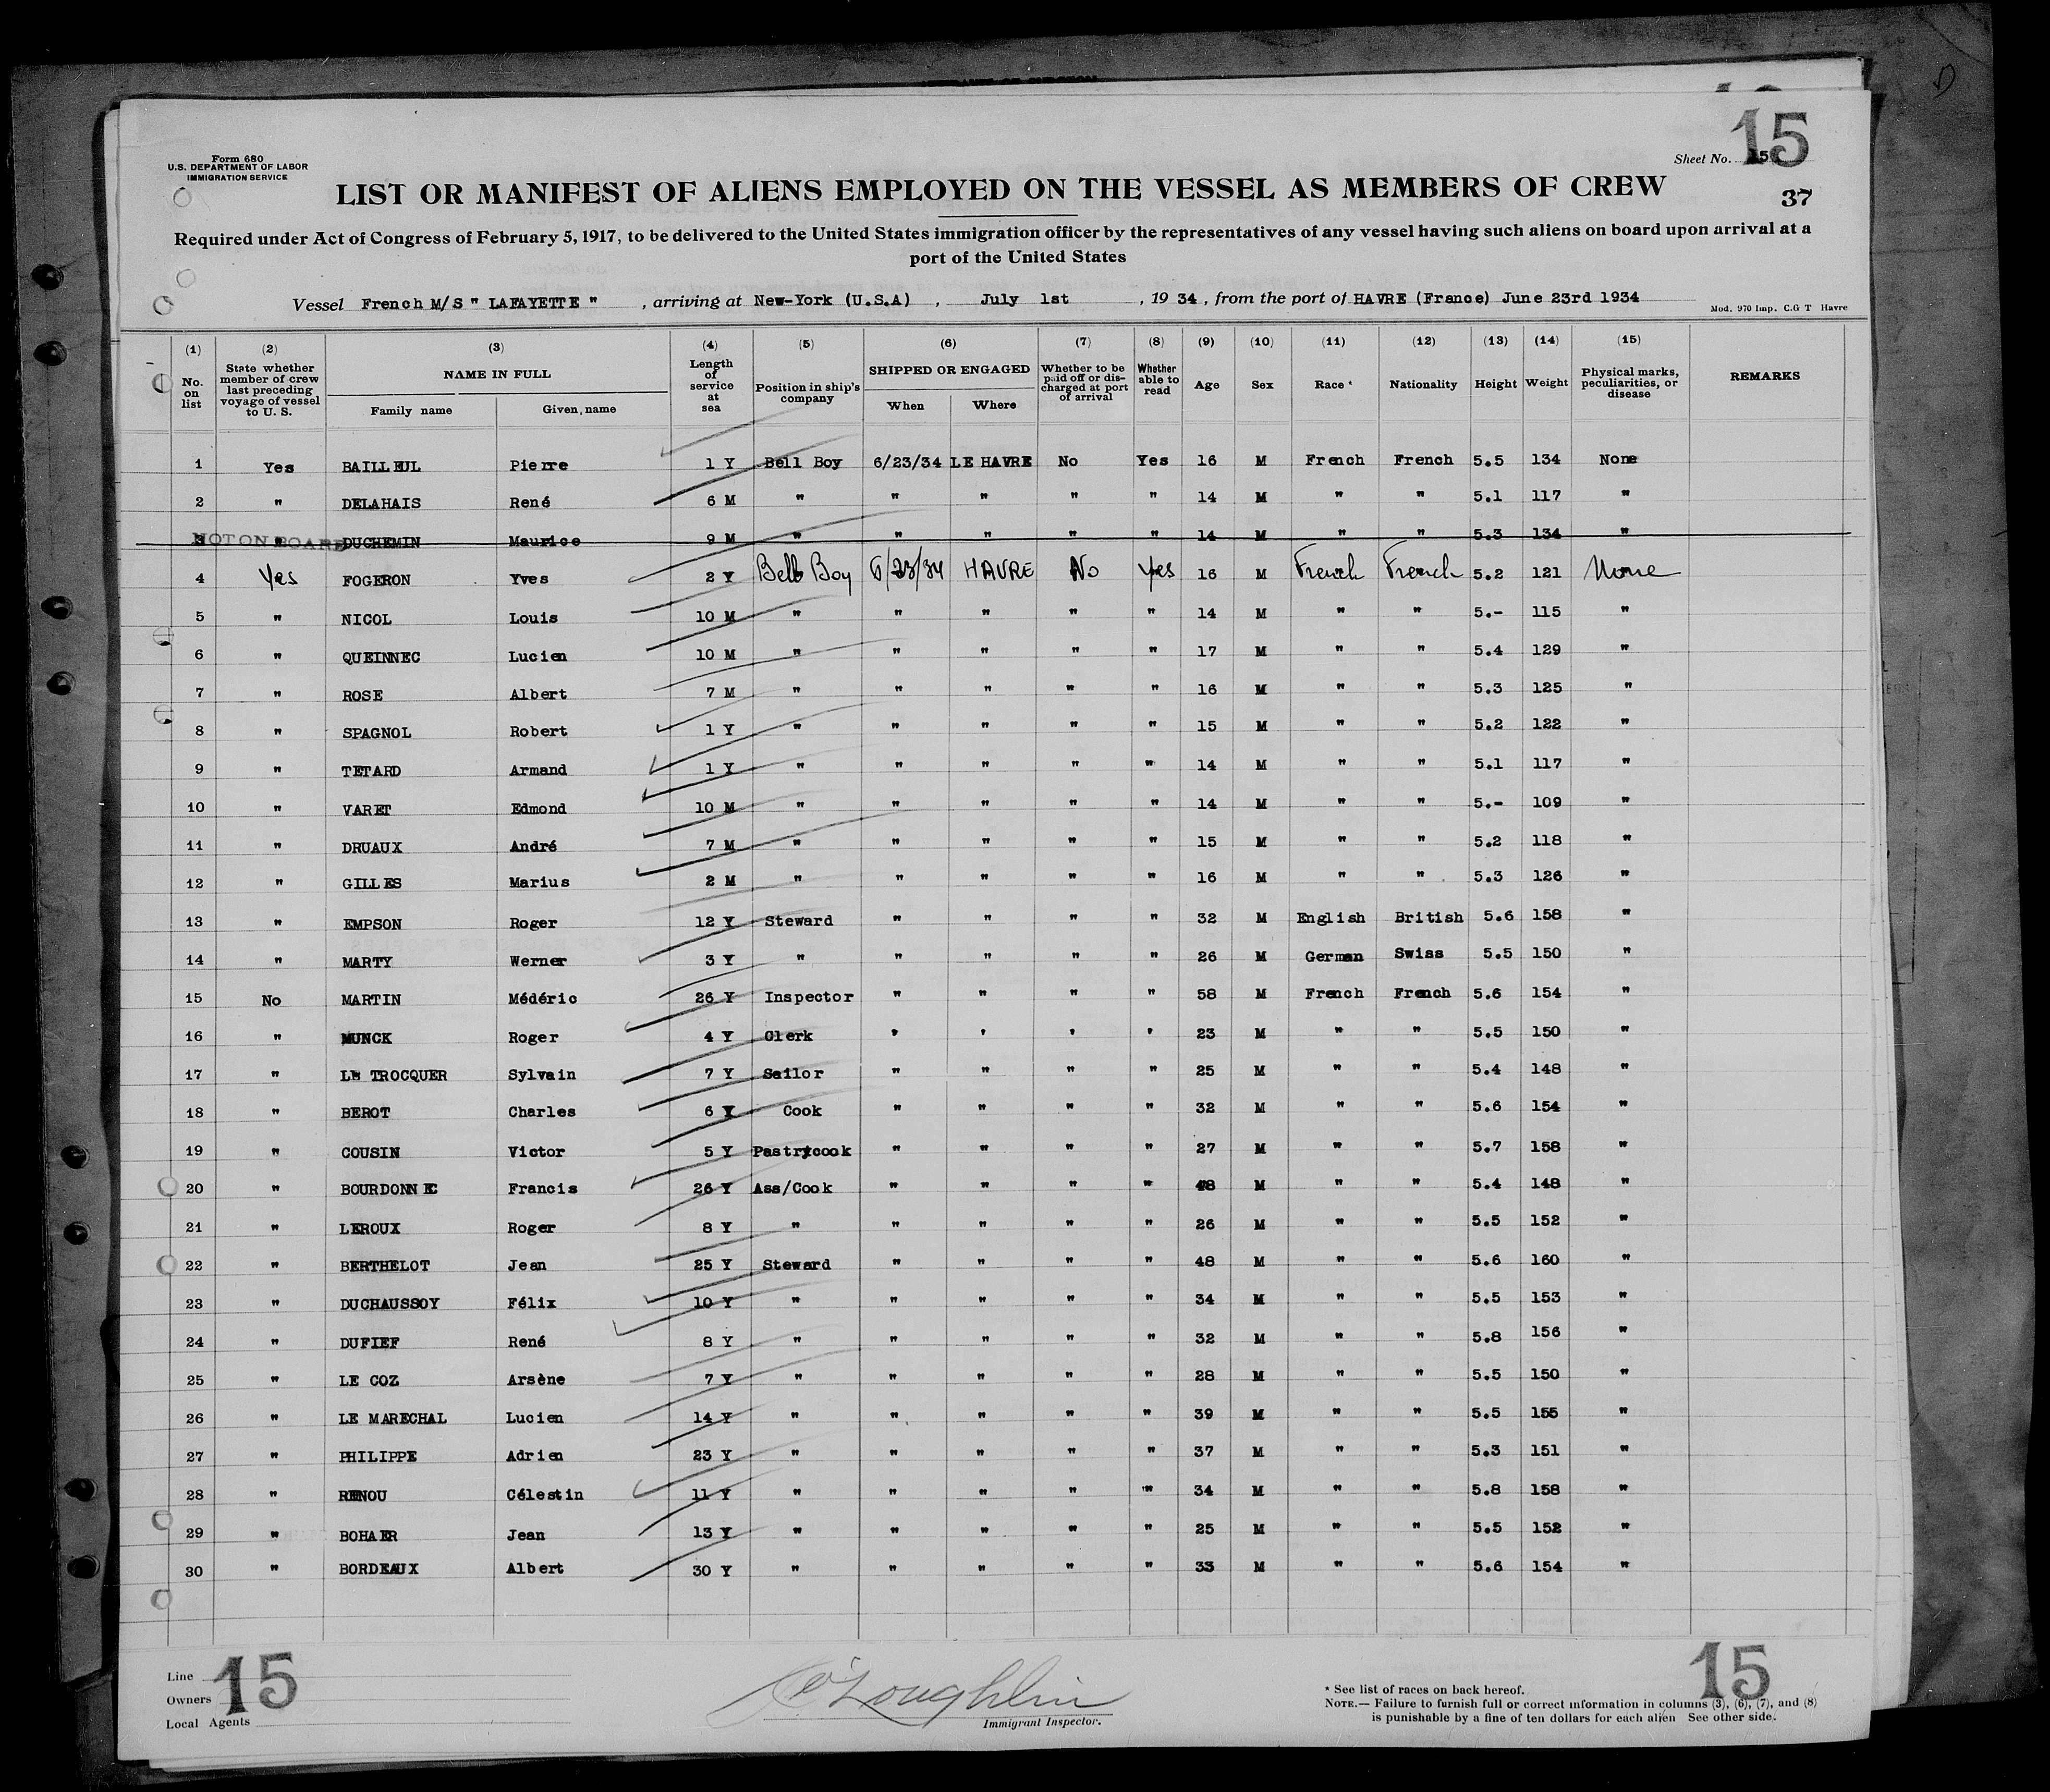 Form 680
U.S. DEPARTMENT OF LABOR
IMMIGRATION SERVICE
Sheet No. 15
15
37
LIST OR MANIFEST OF ALIENS EMPLOYED ON THE VESSEL AS MEMBERS OF CREW
Required under Act of Congress of February 5, 1917, to be delivered to the United States immigration officer by the representatives of any vessel having such aliens on board upon arrival at a
port of the United States
Vessel French M/S " LAFAYETTE " , arriving at New-York (U.S.A) , July 1st , 19 34 , from the port of HAVRE (France) June 23rd 1934
Mod. 970 Imp. C.G T Havre
(1) No. on list (2) State whether member of crew last preceding voyage of vessel to U. S. (3) NAME IN FULL Family name Given name (4) Length of service at sea (5) Position in ship's company (6) SHIPPED OR ENGAGED When Where (7) Whether to be paid off or discharged at port of arrival (8) Whether able to read (9) Age (10) Sex (11) Race * (12) Nationality (13) Height (14) Weight (15) Physical marks, peculiarities, or disease REMARKS
1 Yes BAILLEUL Pierre 1 Y Bell Boy 6/23/34 LE HAVRE No Yes 16 M French French 5.5 134 None
2 " DELAHAIS René 6 M " " " " " 14 M " " 5.1 117 "
3 NOT ON BOARD " DUCHEMIN Maurice 9 M " " " " " 14 M " " 5.3 134 "
4 Yes FOGERON Yves 2 Y Bell Boy 6/23/34 HAVRE No Yes 16 M French French 5.2 121 None
5 " NICOL Louis 10 M " " " " " 14 M " " 5.- 115 "
6 " QUEINNEC Lucien 10 M " " " " " 17 M " " 5.4 129 "
7 " ROSE Albert 7 M " " " " " 16 M " " 5.3 125 "
8 " SPAGNOL Robert 1 Y " " " " " 15 M " " 5.2 122 "
9 " TETARD Armand 1 Y " " " " " 14 M " " 5.1 117 "
10 " VARET Edmond 10 M " " " " " 14 M " " 5.- 109 "
11 " DRUAUX André 7 M " " " " " 15 M " " 5.2 118 "
12 " GILLES Marius 2 M " " " " " 16 M " " 5.3 126 "
13 " EMPSON Roger 12 Y Steward " " " " 32 M English British 5.6 158 "
14 " MARTY Werner 3 Y " " " " " 26 M German Swiss 5.5 150 "
15 No MARTIN Médéric 26 Y Inspector " " " " 58 M French French 5.6 154 "
16 " MUNCK Roger 4 Y Clerk " " " " 23 M " " 5.5 150 "
17 " LE TROCQUER Sylvain 7 Y Sailor " " " " 25 M " " 5.4 148 "
18 " BEROT Charles 6 Y Cook " " " " 32 M " " 5.6 154 "
19 " COUSIN Victor 5 Y Pastrycook " " " " 27 M " " 5.7 158 "
20 " BOURDONNEC Francis 26 Y Ass/Cook " " " " 48 M " " 5.4 148 "
21 " LEROUX Roger 8 Y " " " " " 26 M " " 5.5 152 "
22 " BERTHELOT Jean 25 Y Steward " " " " 48 M " " 5.6 160 "
23 " DUCHAUSSOY Félix 10 Y " " " " " 34 M " " 5.5 153 "
24 " DUFIEF René 8 Y " " " " " 32 M " " 5.8 156 "
25 " LE COZ Arsène 7 Y " " " " " 28 M " " 5.5 150 "
26 " LE MARECHAL Lucien 14 Y " " " " " 39 M " " 5.5 155 "
27 " PHILIPPE Adrien 23 Y " " " " " 37 M " " 5.3 151 "
28 " RENOU Célestin 11 Y " " " " " 34 M " " 5.8 158 "
29 " BOHAER Jean 13 Y " " " " " 25 M " " 5.5 152 "
30 " BORDEAUX Albert 30 Y " " " " " 33 M " " 5.6 154 "
Line
Owners
Local Agents
15
O'Loughlin
Immigrant Inspector.
15
* See list of races on back hereof.
NOTE.— Failure to furnish full or correct information in columns (3), (6), (7), and (8)
is punishable by a fine of ten dollars for each alien See other side.